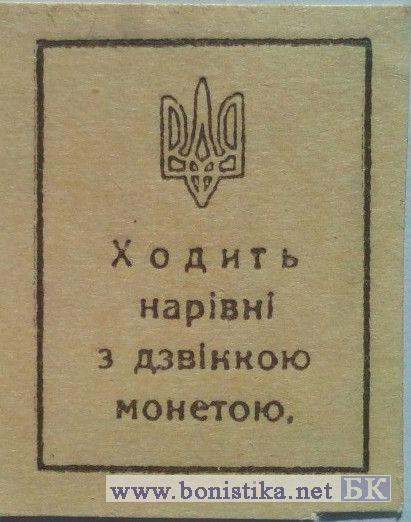 Ходить
нарівні
з дзвінкою
монетою.
www.bonistika.net БК